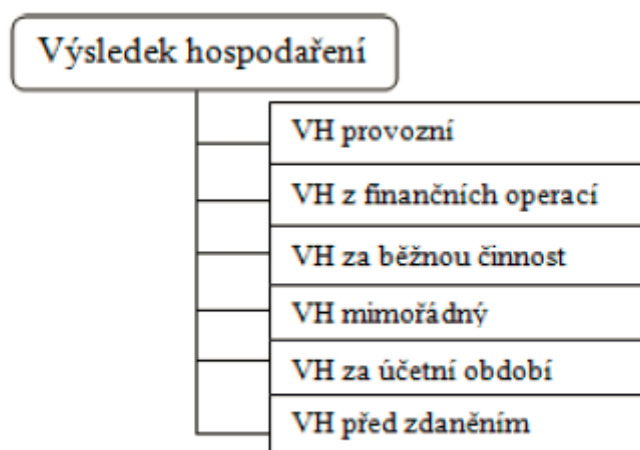 Výsledek hospodaření
VH provozní
VH z finančních operací
VH za běžnou činnost
VH mimořádný
VH za účetní období
VH před zdaněním